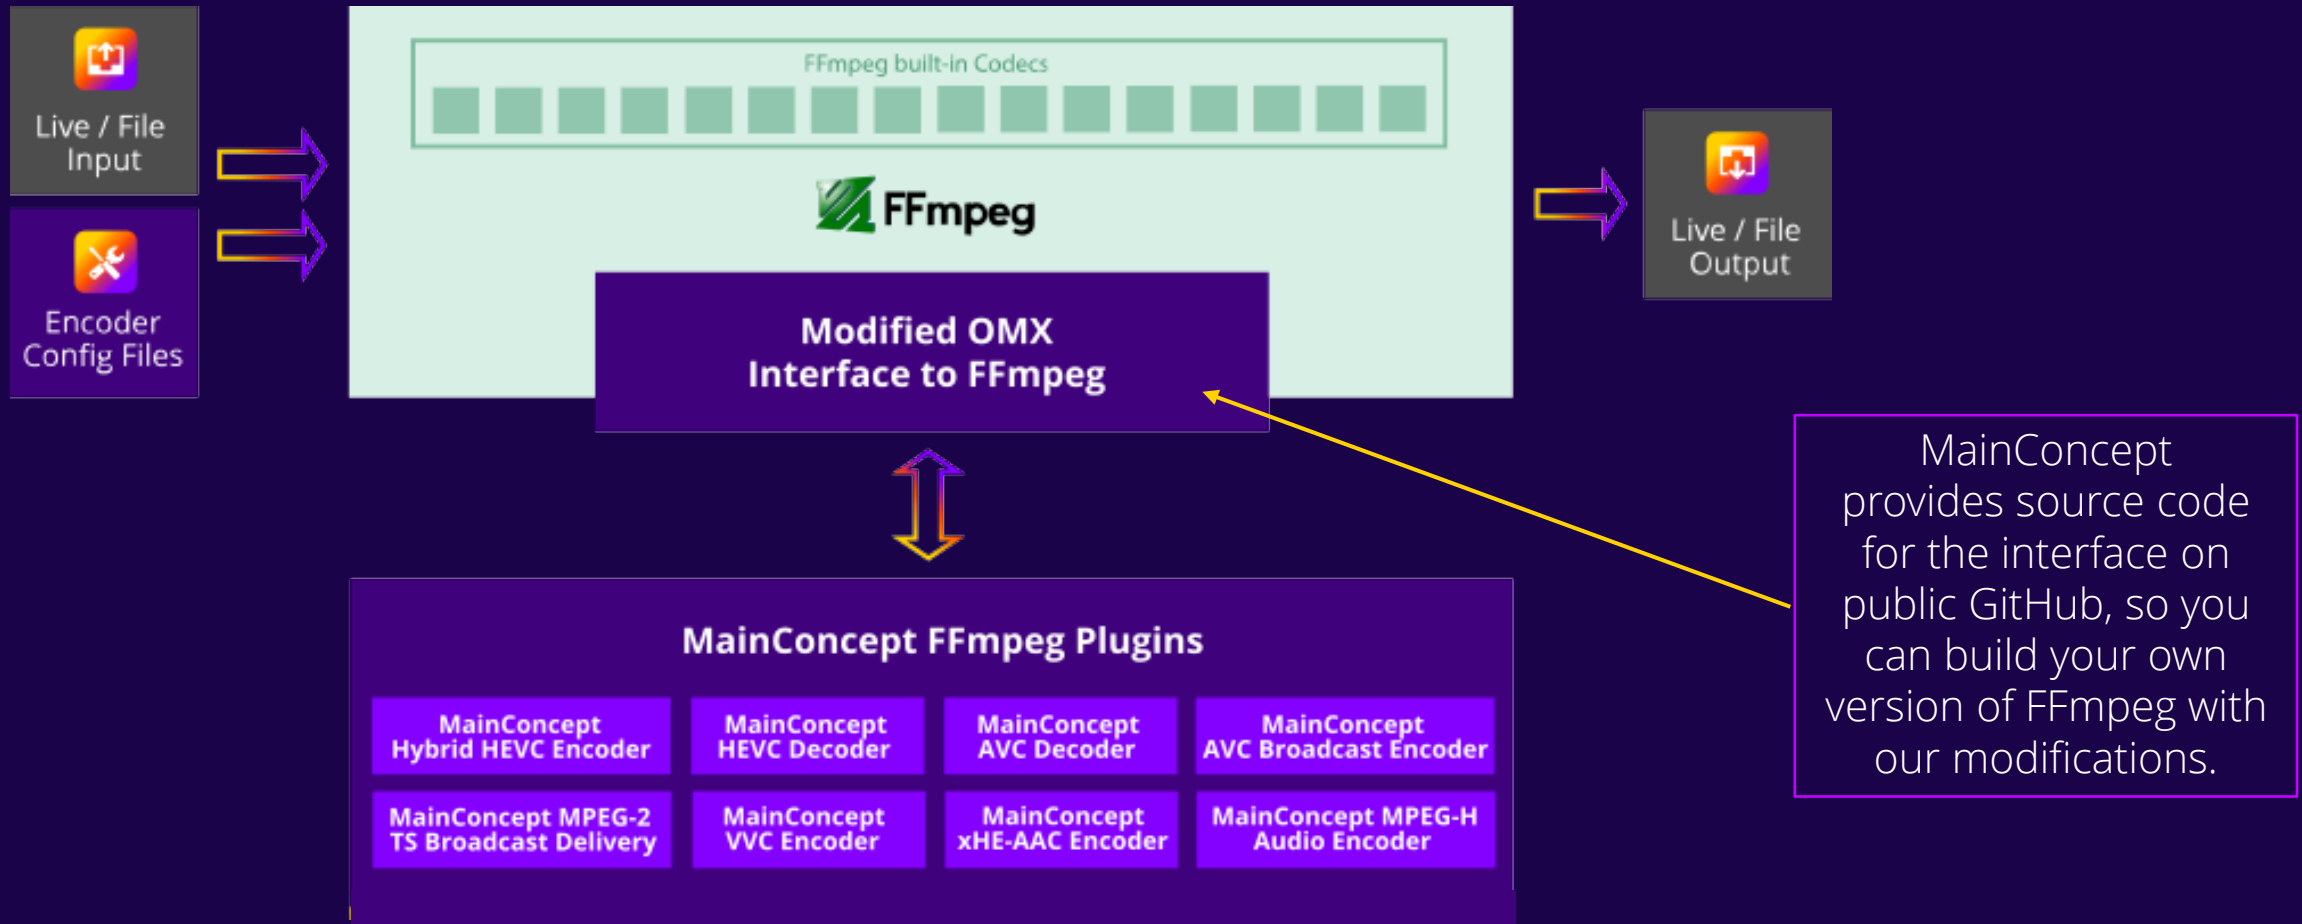 Live / File
Input
Encoder
Config Files
FFmpeg built-in Codecs
FFmpeg
Modified OMX
Interface to FFmpeg
Live / File
Output
MainConcept
provides source code
for the interface on
public GitHub, so you
can build your own
version of FFmpeg with
our modifications.
MainConcept FFmpeg Plugins
MainConcept
Hybrid HEVC Encoder
MainConcept
HEVC Decoder
MainConcept
AVC Decoder
MainConcept
AVC Broadcast Encoder
MainConcept MPEG-2
TS Broadcast Delivery
MainConcept
VVC Encoder
MainConcept
xHE-AAC Encoder
MainConcept MPEG-H
Audio Encoder